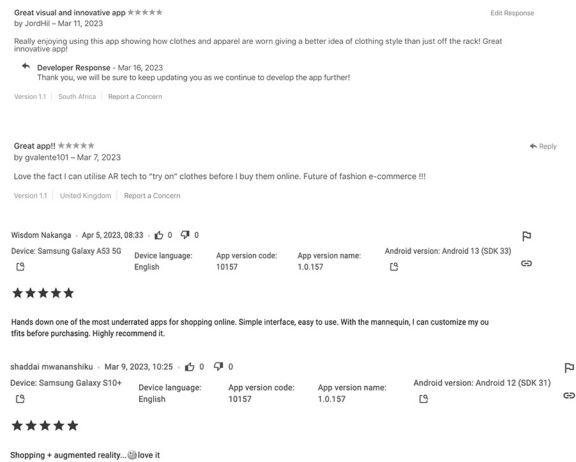 Great visual and innovative app ★★★★★
Edit Response
by JordHil – Mar 11, 2023
Really enjoying using this app showing how clothes and apparel are worn giving a better idea of clothing style than just off the rack! Great
innovative app!
Developer Response - Mar 16, 2023
Thank you, we will be sure to keep updating you as we continue to develop the app further!
Version 1.1 | South Africa | Report a Concern
Great app!! ★★★★★
Reply
by gvalente101 – Mar 7, 2023
Love the fact I can utilise AR tech to “try on” clothes before I buy them online. Future of fashion e-commerce !!!
Version 1.1 | United Kingdom | Report a Concern
Wisdom Nakanga · Apr 5, 2023, 08:33 · 0 0
Device: Samsung Galaxy A53 5G
Device language:
English
App version code:
10157
App version name:
1.0.157
Android version: Android 13 (SDK 33)
★★★★★
Hands down one of the most underrated apps for shopping online. Simple interface, easy to use. With the mannequin, I can customize my ou
tfits before purchasing. Highly recommend it.
shaddai mwananshiku · Mar 9, 2023, 10:25 · 0 0
Device: Samsung Galaxy S10+
Device language:
English
App version code:
10157
App version name:
1.0.157
Android version: Android 12 (SDK 31)
★★★★★
Shopping + augmented reality...love it